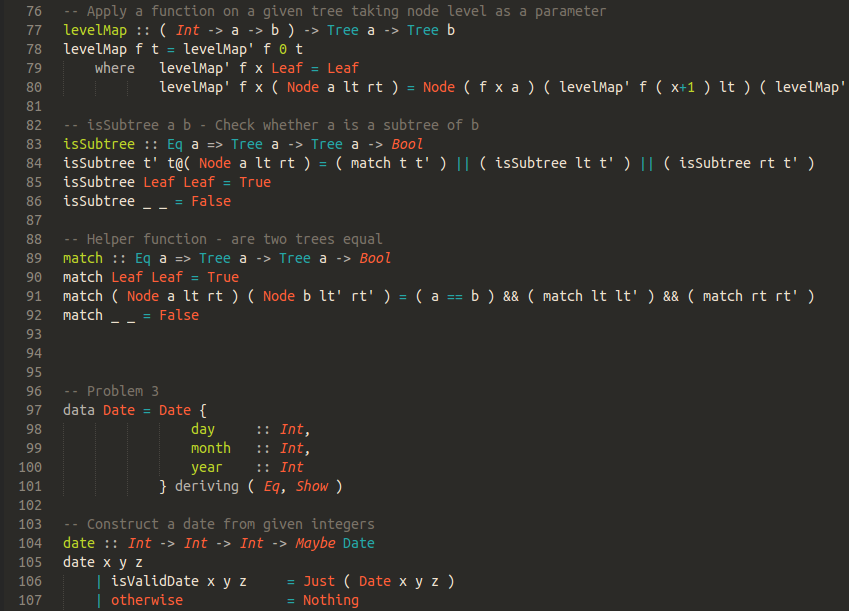 76 -- Apply a function on a given tree taking node level as a parameter
77 levelMap :: ( Int -> a -> b ) -> Tree a -> Tree b
78 levelMap f t = levelMap' f 0 t
79     where   levelMap' f x Leaf = Leaf
80             levelMap' f x ( Node a lt rt ) = Node ( f x a ) ( levelMap' f ( x+1 ) lt ) ( levelMap'
81
82 -- isSubtree a b - Check whether a is a subtree of b
83 isSubtree :: Eq a => Tree a -> Tree a -> Bool
84 isSubtree t' t@( Node a lt rt ) = ( match t t' ) || ( isSubtree lt t' ) || ( isSubtree rt t' )
85 isSubtree Leaf Leaf = True
86 isSubtree _ _ = False
87
88 -- Helper function - are two trees equal
89 match :: Eq a => Tree a -> Tree a -> Bool
90 match Leaf Leaf = True
91 match ( Node a lt rt ) ( Node b lt' rt' ) = ( a == b ) && ( match lt lt' ) && ( match rt rt' )
92 match _ _ = False
93
94
95
96 -- Problem 3
97 data Date = Date {
98                 day     :: Int,
99                 month   :: Int,
100                 year    :: Int
101             } deriving ( Eq, Show )
102
103 -- Construct a date from given integers
104 date :: Int -> Int -> Int -> Maybe Date
105 date x y z
106     | isValidDate x y z     = Just ( Date x y z )
107     | otherwise             = Nothing